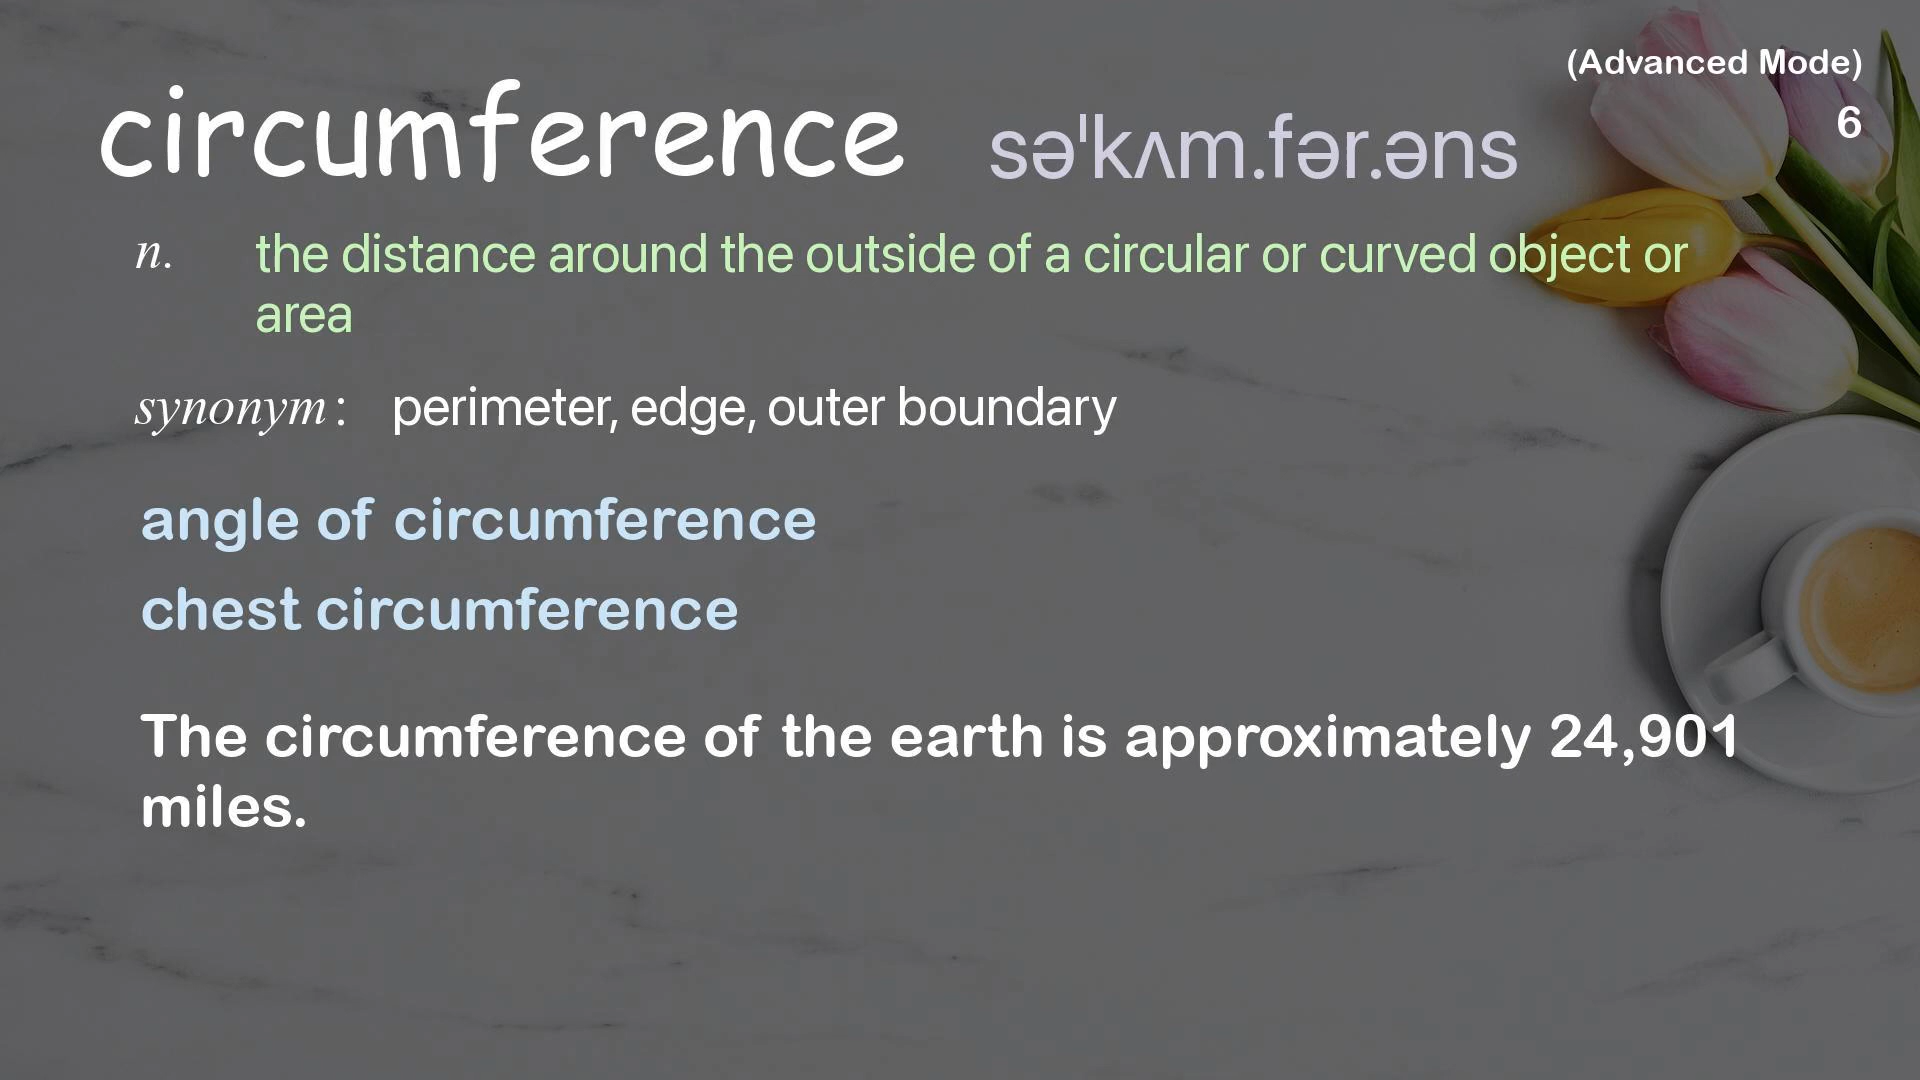 (Advanced Mode)
circumference səˈkʌm.fər.əns
6
n. the distance around the outside of a circular or curved object or
area
synonym: perimeter, edge, outer boundary
angle of circumference
chest circumference
The circumference of the earth is approximately 24,901
miles.